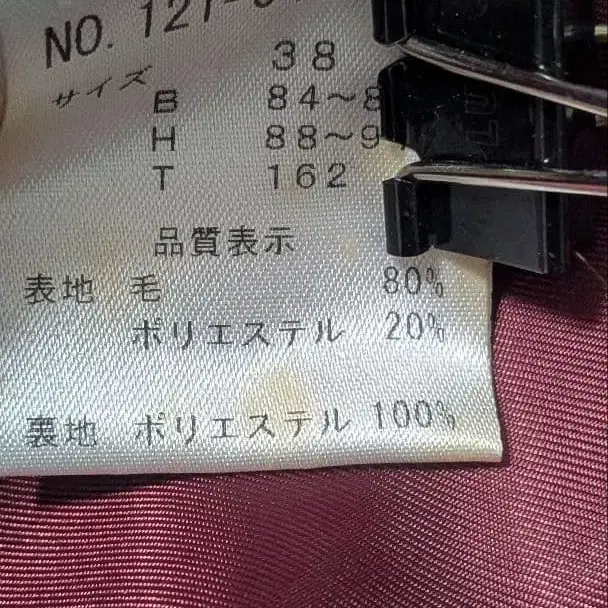 NO. 127-
38
サイズ
B 84~8
H 88~9
T 162
品質表示
表地 毛 80%
ポリエステル 20%
裏地 ポリエステル 100%